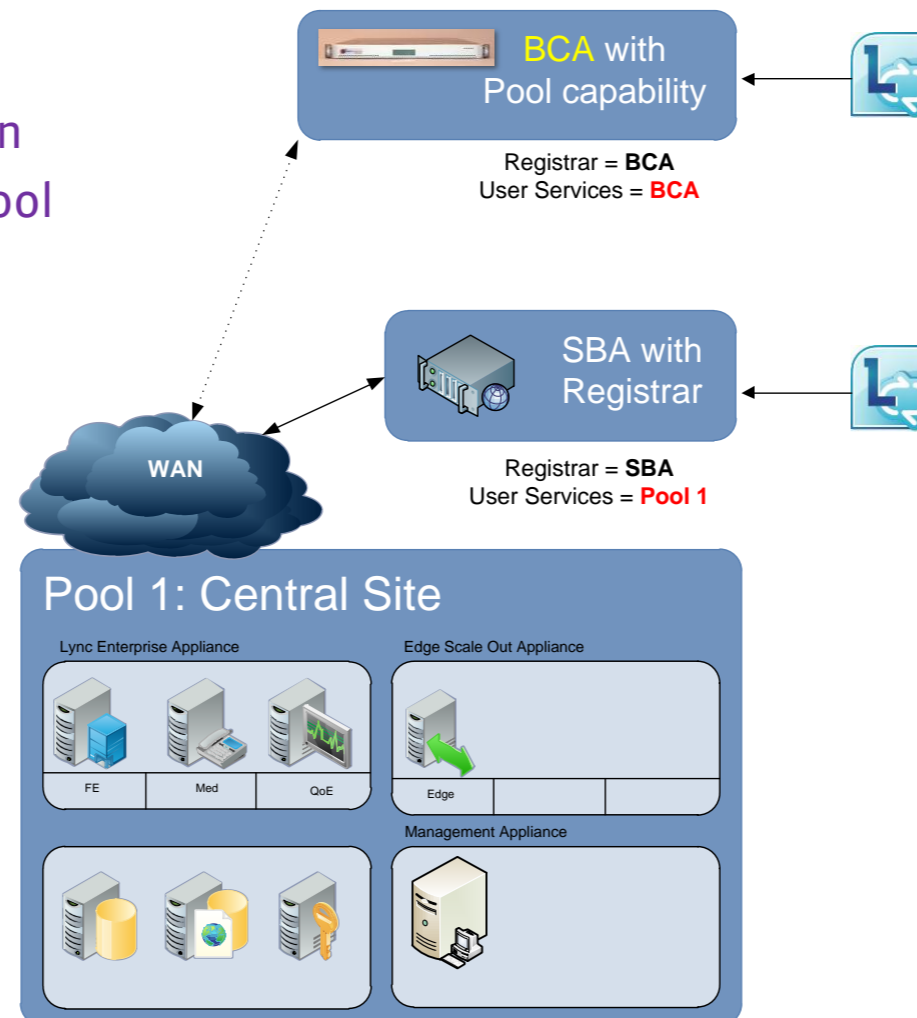 BCA with
Pool capability
Registrar = BCA
User Services = BCA
SBA with
Registrar
Registrar = SBA
User Services = Pool 1
WAN
Pool 1: Central Site
Lync Enterprise Appliance
Edge Scale Out Appliance
FE
Med
QoE
Edge
Management Appliance